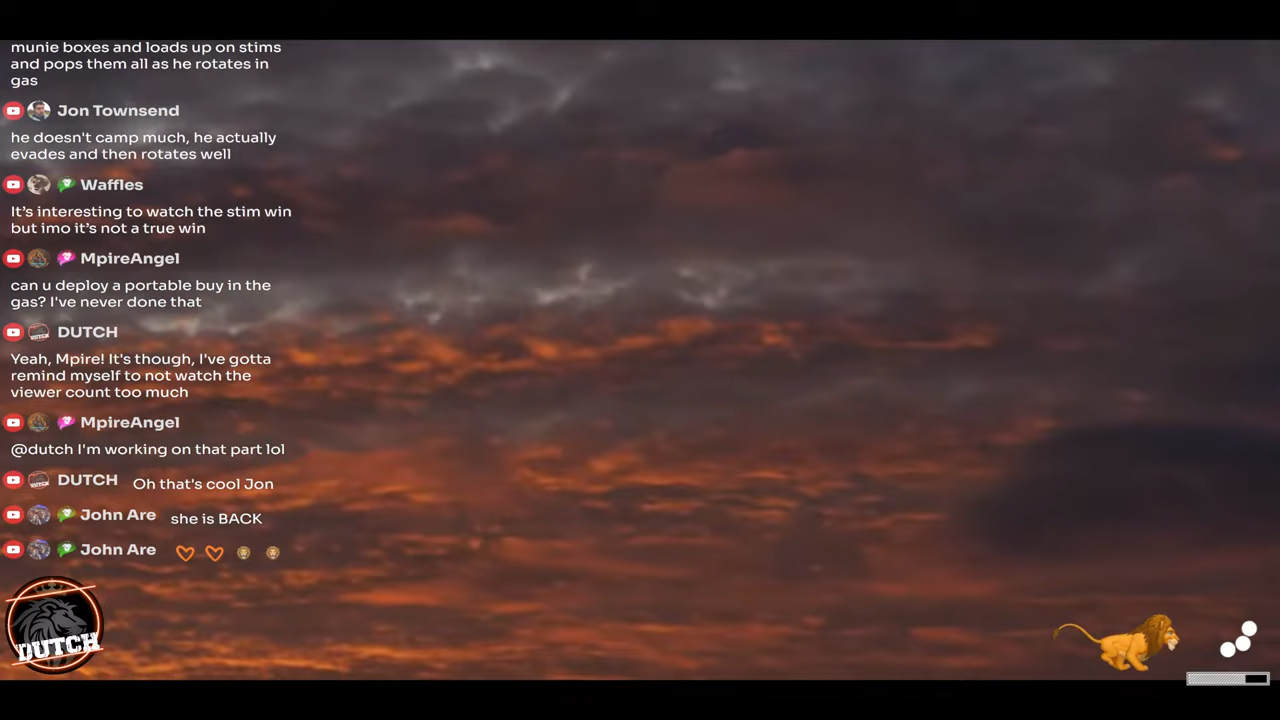 munie boxes and loads up on stims
and pops them all as he rotates in
gas
Jon Townsend
he doesn't camp much, he actually
evades and then rotates well
Waffles
It's interesting to watch the stim win
but imo it's not a true win
MpireAngel
can u deploy a portable buy in the
gas? I've never done that
DUTCH
Yeah, Mpire! It's though, I've gotta
remind myself to not watch the
viewer count too much
MpireAngel
@dutch I'm working on that part lol
DUTCH Oh that's cool Jon
John Are she is BACK
John Are
DUTCH